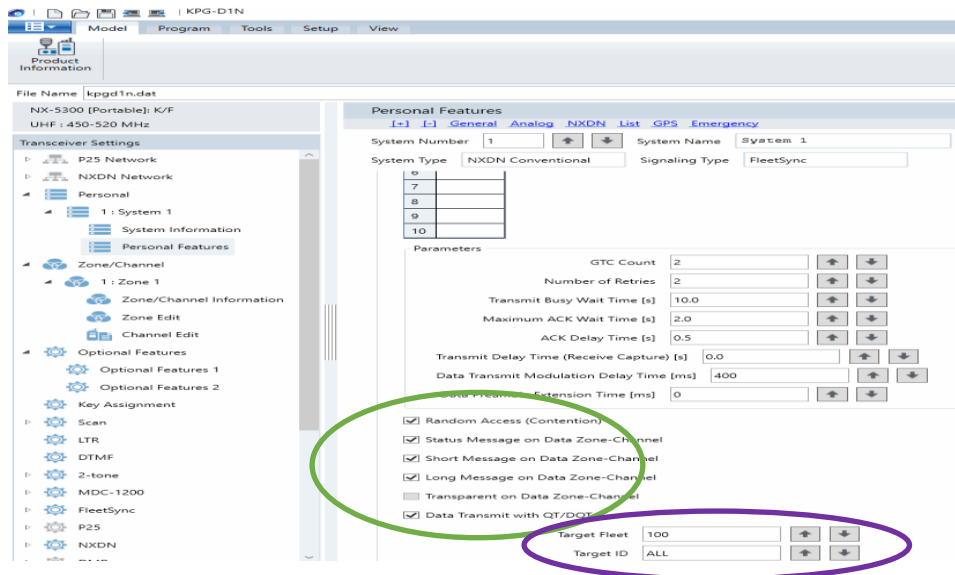 KPG-D1N
Model Program Tools Setup View
Product
Information
File Name kpgd1n.dat
NX-5300 [Portable]: K/F
UHF : 450-520 MHz
Transceiver Settings
P25 Network
NXDN Network
Personal
1 : System 1
System Information
Personal Features
Zone/Channel
1 : Zone 1
Zone/Channel Information
Zone Edit
Channel Edit
Optional Features
Optional Features 1
Optional Features 2
Key Assignment
Scan
LTR
DTMF
2-tone
MDC-1200
FleetSync
P25
NXDN
Personal Features
[+] [-] General Analog NXDN List GPS Emergency
System Number 1 System Name System 1
System Type NXDN Conventional Signaling Type FleetSync
6
7
8
9
10
Parameters
GTC Count 2
Number of Retries 2
Transmit Busy Wait Time [s] 10.0
Maximum ACK Wait Time [s] 2.0
ACK Delay Time [s] 0.5
Transmit Delay Time (Receive Capture) [s] 0.0
Data Transmit Modulation Delay Time [ms] 400
Data Preamble Extension Time [ms] 0
Random Access (Contention)
Status Message on Data Zone-Channel
Short Message on Data Zone-Channel
Long Message on Data Zone-Channel
Transparent on Data Zone-Channel
Data Transmit with QT/DQT
Target Fleet 100
Target ID ALL